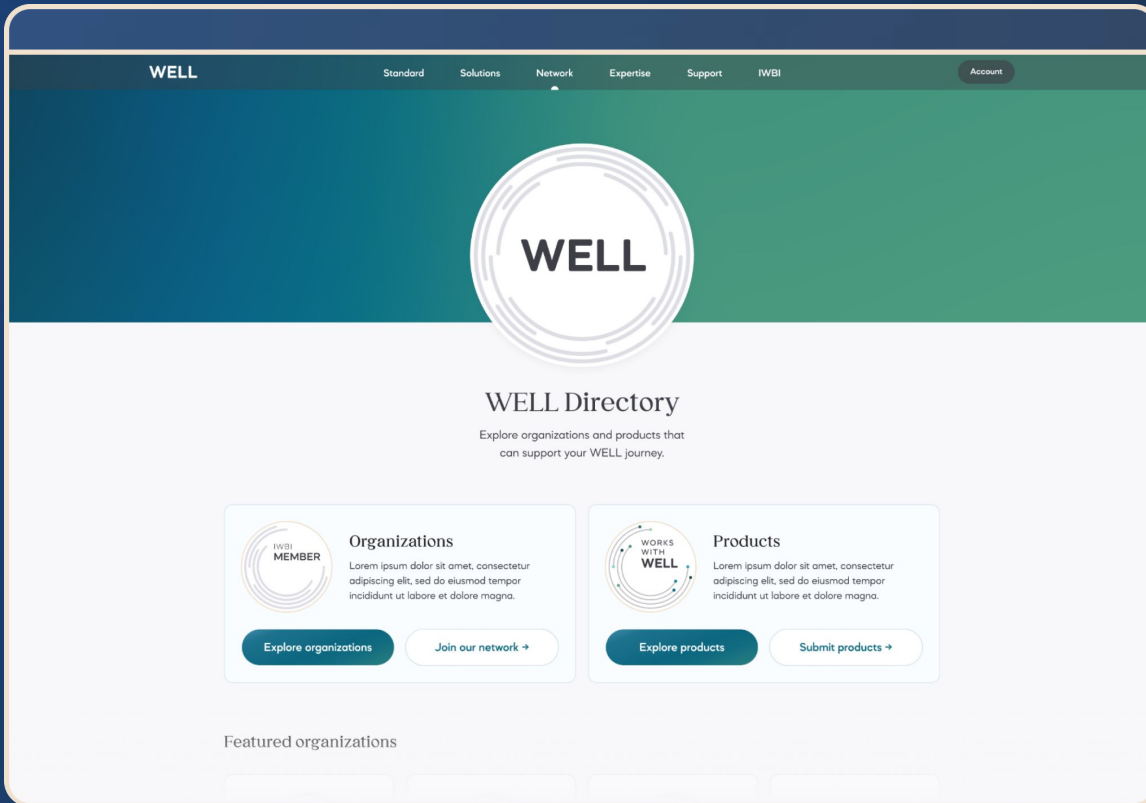 WELL
Standard
Solutions
Network
Expertise
Support
IWBI
Account
WELL
WELL Directory
Explore organizations and products that
can support your WELL journey.
IWBI
MEMBER
Organizations
Lorem ipsum dolor sit amet, consectetur
adipiscing elit, sed do eiusmod tempor
incididunt ut labore et dolore magna.
Explore organizations
Join our network →
WORKS
WITH
WELL
Products
Lorem ipsum dolor sit amet, consectetur
adipiscing elit, sed do eiusmod tempor
incididunt ut labore et dolore magna.
Explore products
Submit products →
Featured organizations